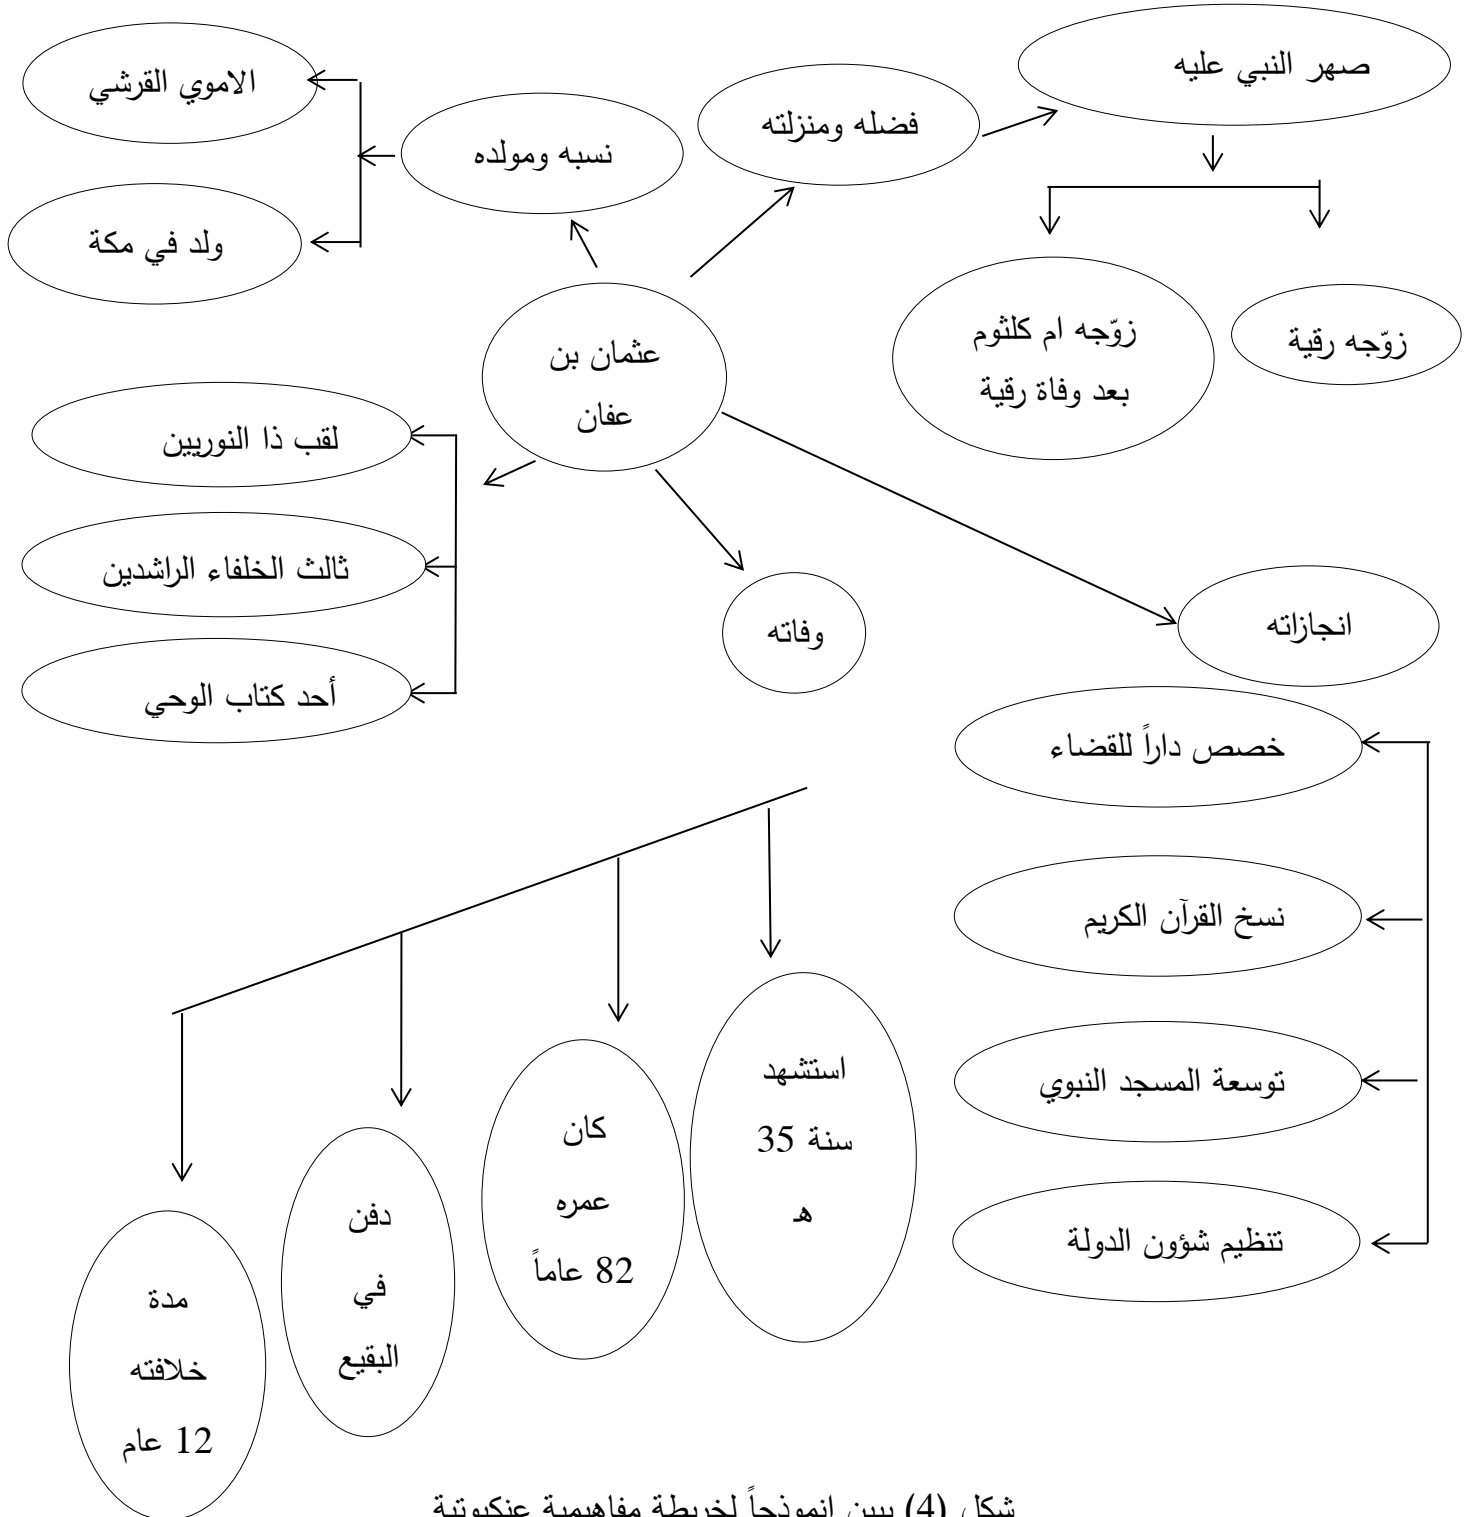 صهر النبي عليه
فضله ومنزلته
نسبه ومولده
الاموي القرشي
ولد في مكة
زوّجه رقية
زوّجه ام كلثوم
بعد وفاة رقية
عثمان بن
عفان
لقب ذا النوريين
ثالث الخلفاء الراشدين
أحد كتاب الوحي
وفاته
انجازاته
خصص داراً للقضاء
نسخ القرآن الكريم
توسعة المسجد النبوي
تنظيم شؤون الدولة
استشهد
سنة 35
هـ
كان
عمره
82 عاماً
دفن
في
البقيع
مدة
خلافته
12 عام
شكل (4) يبين انموذجاً لخريطة مفاهيمية عنكبوتية